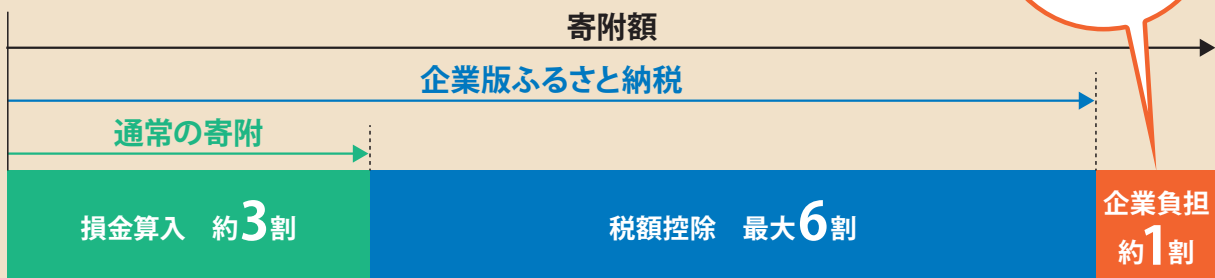 寄附額
企業版ふるさと納税
通常の寄附
損金算入 約3割
税額控除 最大6割
企業負担
約1割